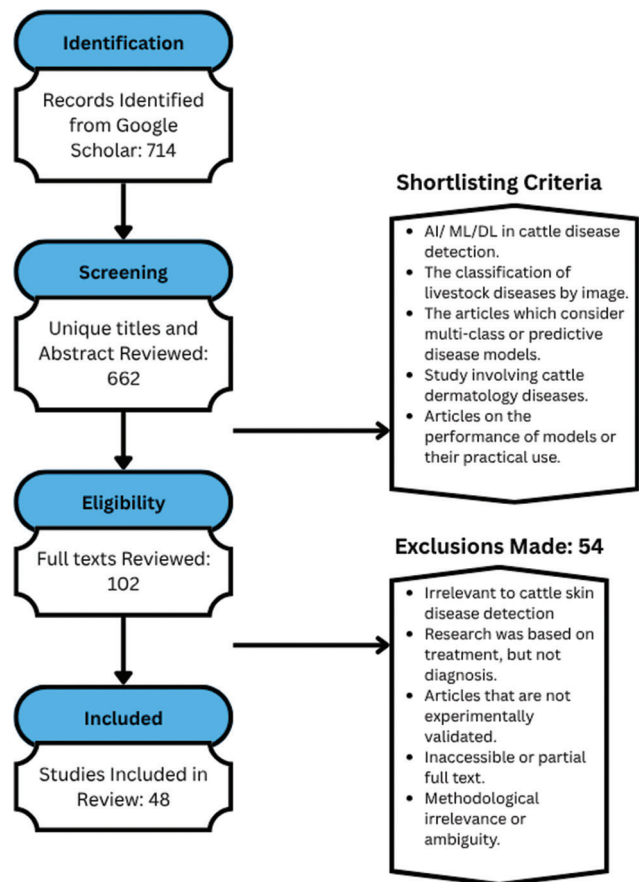 Identification
Records Identified
from Google
Scholar: 714
Screening
Unique titles and
Abstract Reviewed:
662
Shortlisting Criteria
• AI/ ML/DL in cattle disease
detection.
• The classification of
livestock diseases by image.
• The articles which consider
multi-class or predictive
disease models.
• Study involving cattle
dermatology diseases.
• Articles on the
performance of models or
their practical use.
Eligibility
Full texts Reviewed:
102
Exclusions Made: 54
• Irrelevant to cattle skin
disease detection
• Research was based on
treatment, but not
diagnosis.
• Articles that are not
experimentally
validated.
• Inaccessible or partial
full text.
• Methodological
irrelevance or
ambiguity.
Included
Studies Included in
Review: 48